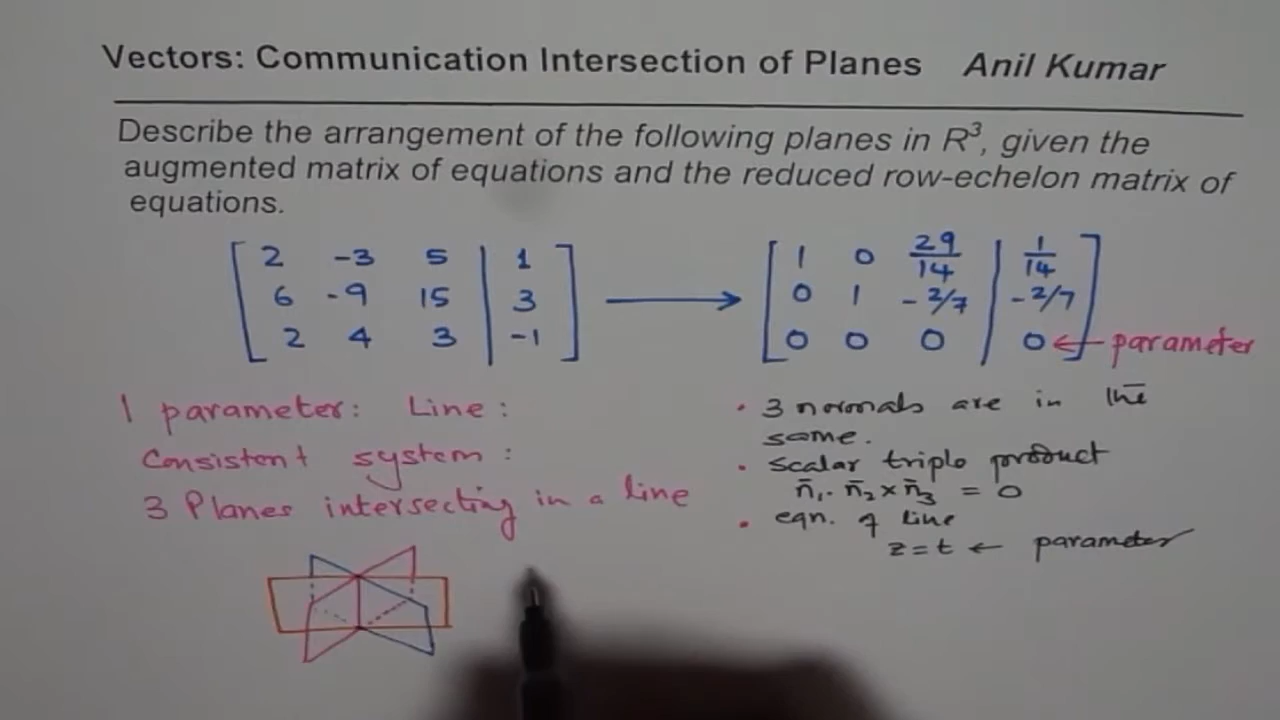 Vectors: Communication Intersection of Planes Anil Kumar
Describe the arrangement of the following planes in R³, given the
augmented matrix of equations and the reduced row-echelon matrix of
equations.
[2 -3 5 | 1] → [1 0 29/14 | 1/14]
[6 -9 15 | 3] [0 1 -2/7 | -2/7]
[2 4 3 | -1] [0 0 0 | 0] ← parameter
1 parameter: Line:
Consistent system:
3 Planes intersecting in a line
• 3 normals are in the
same.
• scalar triple product
n̄₁. n̄₂ x n̄₃ = 0
• eqn. of line
z = t ← parameter